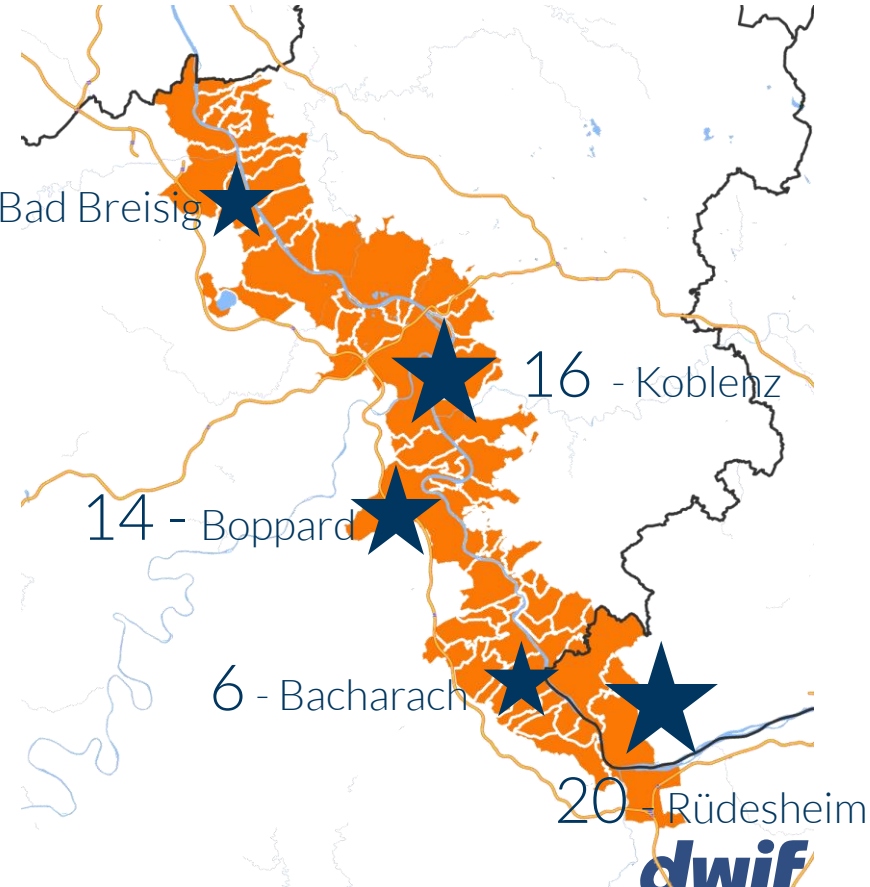 Bad Breisig
16 - Koblenz
14 - Boppard
6 - Bacharach
20 - Rüdesheim
dwif